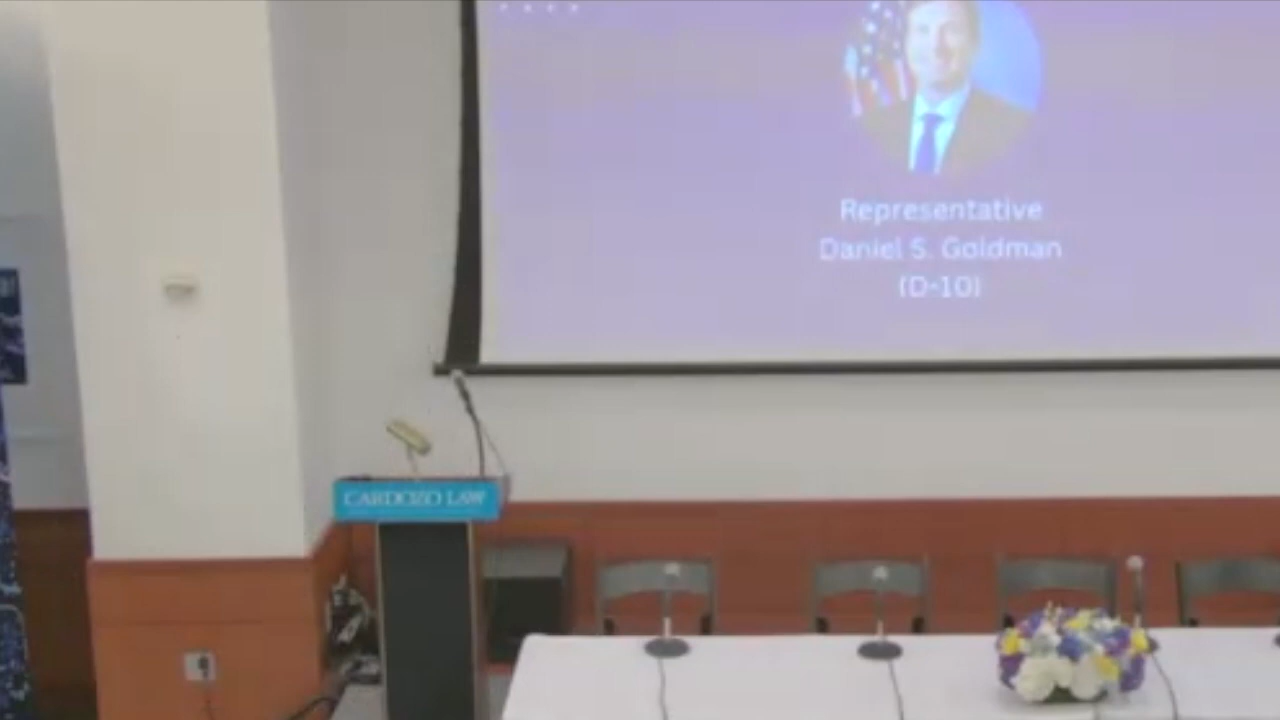 Representative
Daniel S. Goldman
(D-10)
CARDOZO LAW